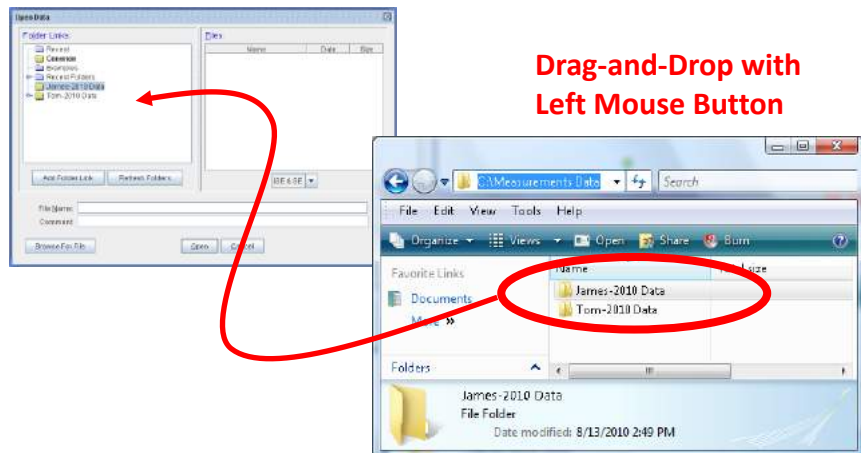 Open Data
Folder Links
Files
Recent
Common
Examples
Recent Folders
James-2010 Data
Tom-2010 Data
Name Date Size
Add Folder Link Refresh Folders
File Name:
Comment
Browse For File Open Cancel
Drag-and-Drop with
Left Mouse Button
C:\Measurements Data Search
File Edit View Tools Help
Organize Views Open Share Burn
Favorite Links
Documents
More »
Folders
Name size
James-2010 Data
Tom-2010 Data
James-2010 Data
File Folder
Date modified: 8/13/2010 2:49 PM